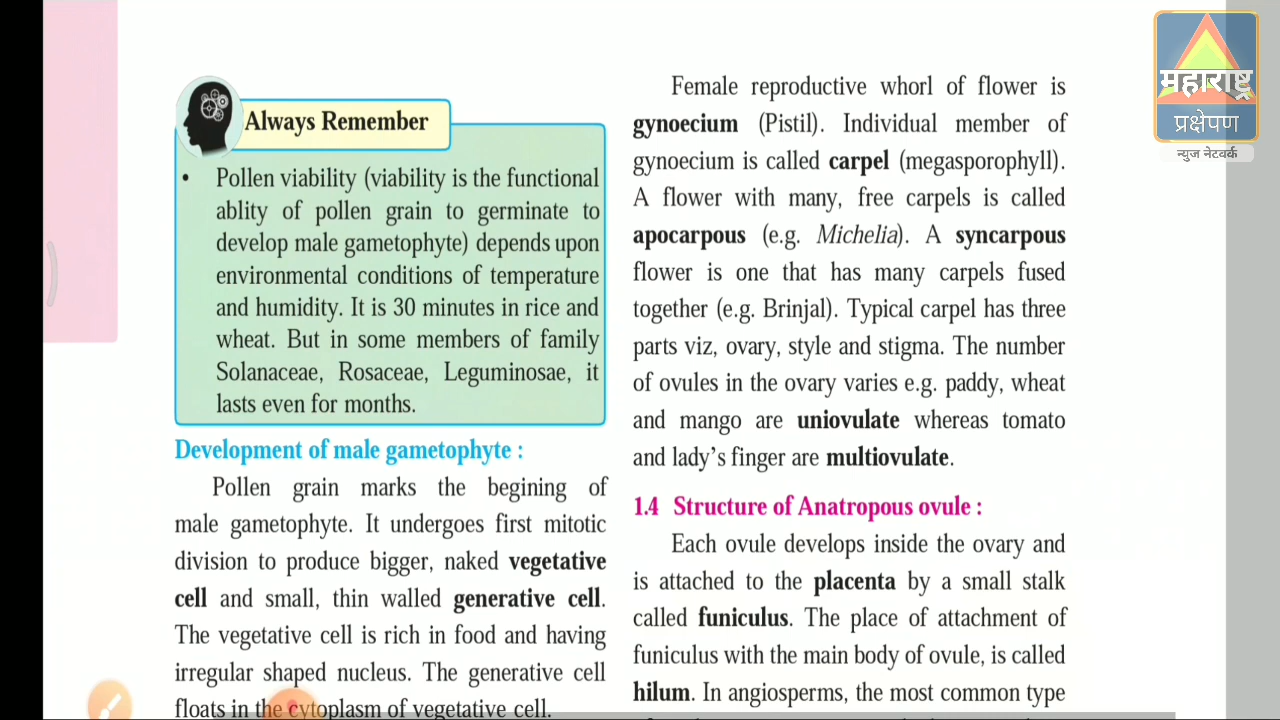 Always Remember
• Pollen viability (viability is the functional
ablity of pollen grain to germinate to
develop male gametophyte) depends upon
environmental conditions of temperature
and humidity. It is 30 minutes in rice and
wheat. But in some members of family
Solanaceae, Rosaceae, Leguminosae, it
lasts even for months.
Development of male gametophyte :
Pollen grain marks the begining of
male gametophyte. It undergoes first mitotic
division to produce bigger, naked vegetative
cell and small, thin walled generative cell.
The vegetative cell is rich in food and having
irregular shaped nucleus. The generative cell
floats in the cytoplasm of vegetative cell.
Female reproductive whorl of flower is
gynoecium (Pistil). Individual member of
gynoecium is called carpel (megasporophyll).
A flower with many, free carpels is called
apocarpous (e.g. Michelia). A syncarpous
flower is one that has many carpels fused
together (e.g. Brinjal). Typical carpel has three
parts viz, ovary, style and stigma. The number
of ovules in the ovary varies e.g. paddy, wheat
and mango are uniovulate whereas tomato
and lady's finger are multiovulate.
1.4 Structure of Anatropous ovule :
Each ovule develops inside the ovary and
is attached to the placenta by a small stalk
called funiculus. The place of attachment of
funiculus with the main body of ovule, is called
hilum. In angiosperms, the most common type
महाराष्ट्र
प्रक्षेपण
न्युज नेटवर्क